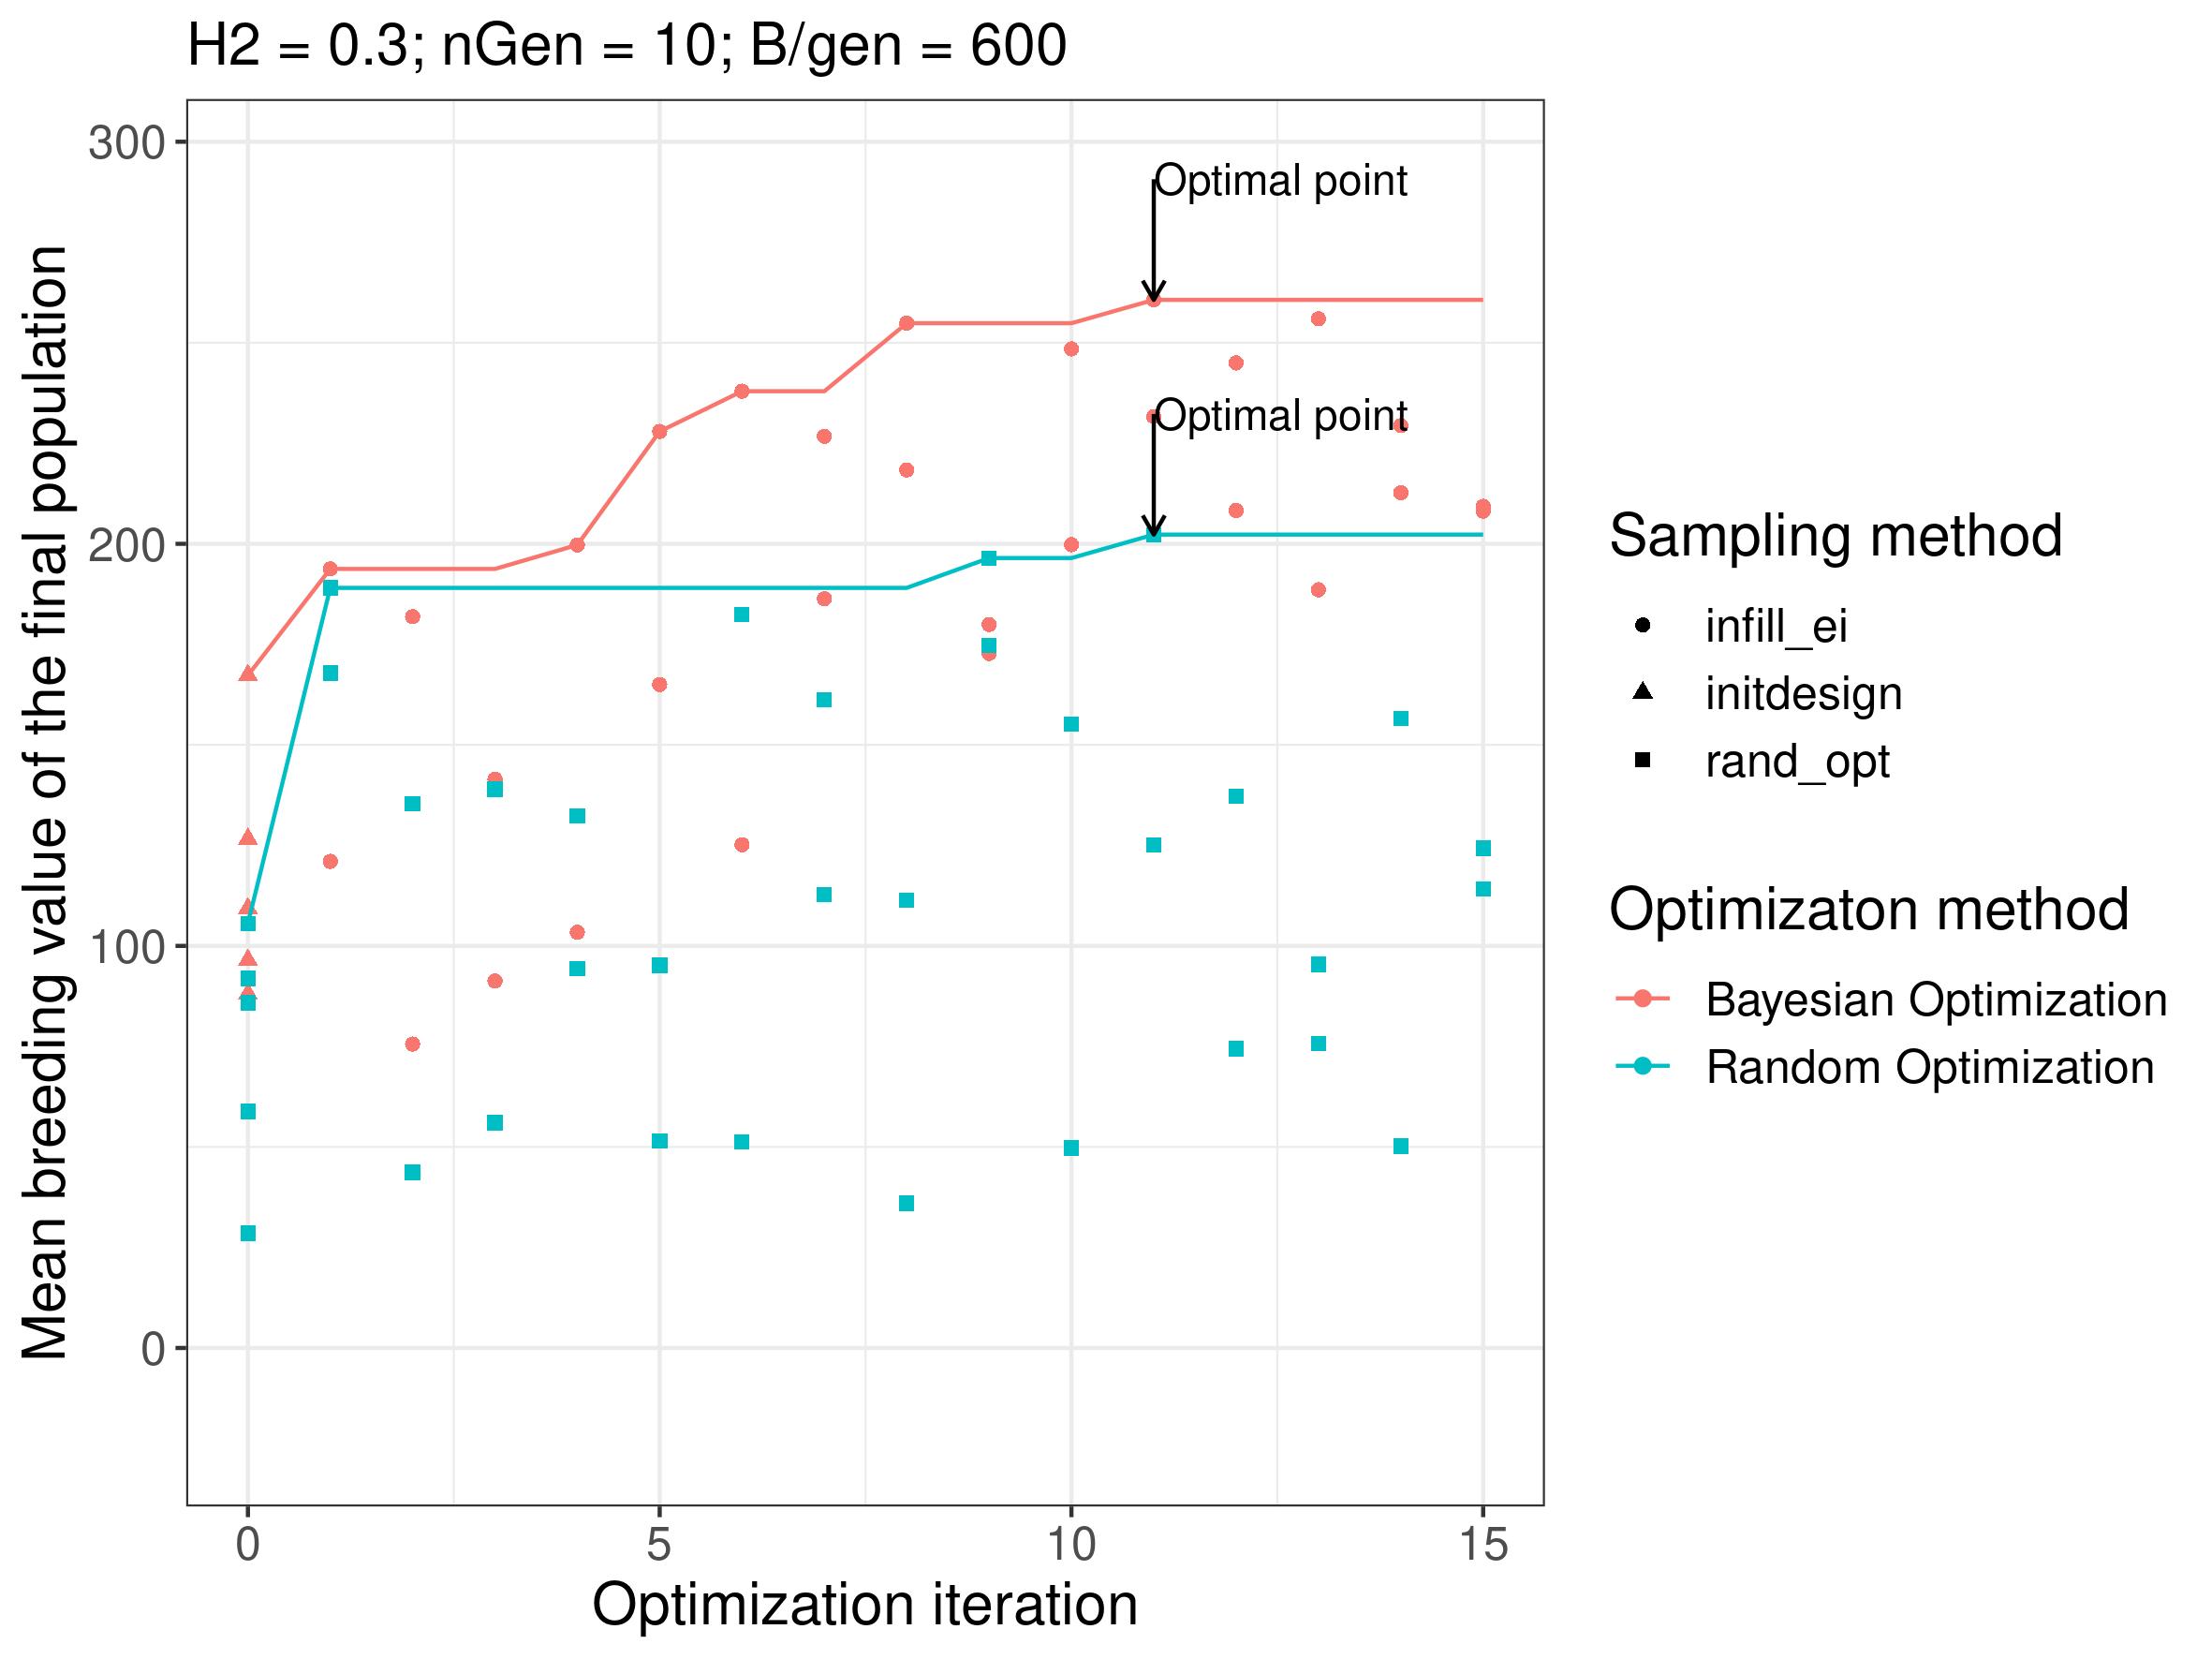 H2 = 0.3; nGen = 10; B/gen = 600
Mean breeding value of the final population
300
200
100
0
Optimal point
Optimal point
0
5
10
15
Optimization iteration
Sampling method
infill_ei
initdesign
rand_opt
Optimizaton method
Bayesian Optimization
Random Optimization